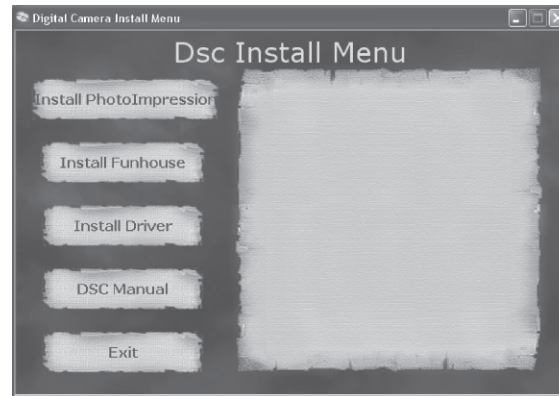 Digital Camera Install Menu
Dsc Install Menu
Install PhotoImpression
Install Funhouse
Install Driver
DSC Manual
Exit